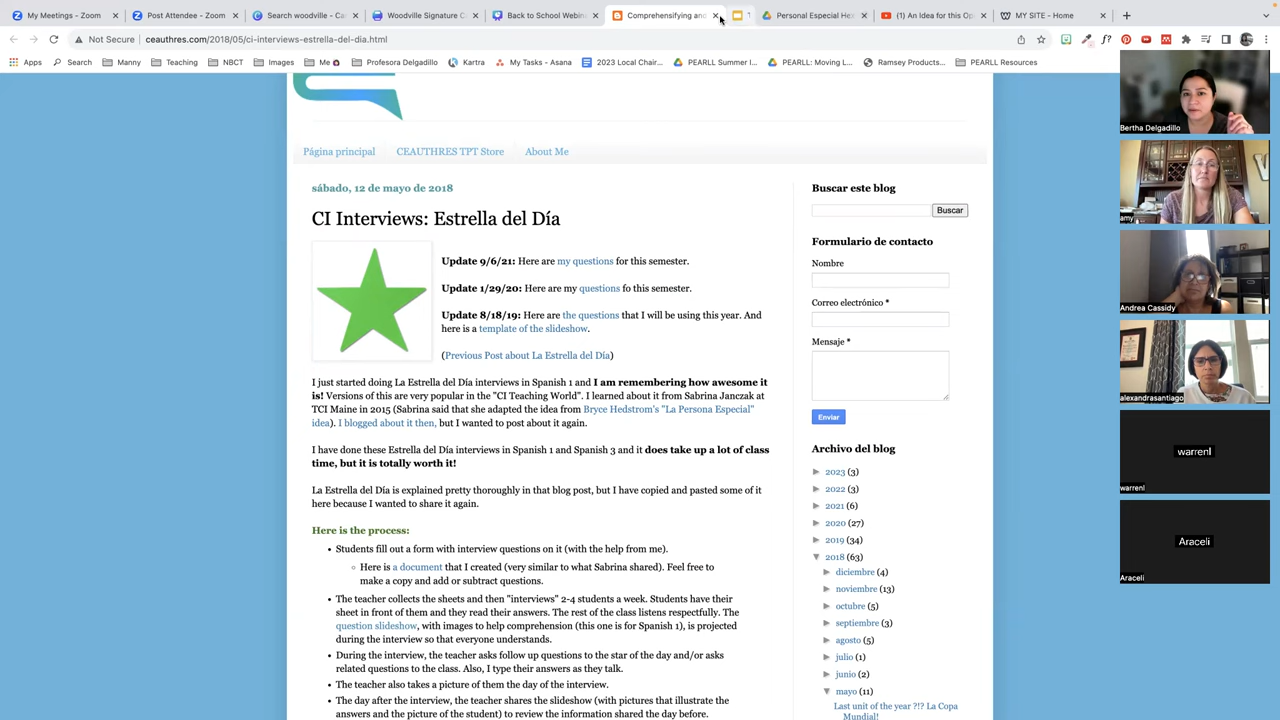 My Meetings - Zoom
Post Attendee - Zoom
Search woodville - Ca
Woodville Signature C
Back to School Webin
Comprehensifying and
Personal Especial He
(1) An Idea for this Op
MY SITE - Home
Not Secure
ceauthres.com/2018/05/ci-interviews-estrella-del-dia.html
Apps
Search
Manny
Teaching
NBCT
Images
Me
Profesora Delgadillo
Kartra
My Tasks - Asana
2023 Local Chair...
PEARLL Summer I...
PEARLL: Moving L...
Ramsey Products...
PEARLL Resources
Página principal
CEAUTHRES TPT Store
About Me
sábado, 12 de mayo de 2018
CI Interviews: Estrella del Día
Update 9/6/21: Here are my questions for this semester.
Update 1/29/20: Here are my questions fo this semester.
Update 8/18/19: Here are the questions that I will be using this year. And
here is a template of the slideshow.
(Previous Post about La Estrella del Día)
I just started doing La Estrella del Día interviews in Spanish 1 and I am remembering how awesome it
is! Versions of this are very popular in the "CI Teaching World". I learned about it from Sabrina Janczak at
TCI Maine in 2015 (Sabrina said that she adapted the idea from Bryce Hedstrom's "La Persona Especial"
idea). I blogged about it then, but I wanted to post about it again.
I have done these Estrella del Día interviews in Spanish 1 and Spanish 3 and it does take up a lot of class
time, but it is totally worth it!
La Estrella del Día is explained pretty thoroughly in that blog post, but I have copied and pasted some of it
here because I wanted to share it again.
Here is the process:
Students fill out a form with interview questions on it (with the help from me).
Here is a document that I created (very similar to what Sabrina shared). Feel free to
make a copy and add or subtract questions.
The teacher collects the sheets and then "interviews" 2-4 students a week. Students have their
sheet in front of them and they read their answers. The rest of the class listens respectfully. The
question slideshow, with images to help comprehension (this one is for Spanish 1), is projected
during the interview so that everyone understands.
During the interview, the teacher asks follow up questions to the star of the day and/or asks
related questions to the class. Also, I type their answers as they talk.
The teacher also takes a picture of them the day of the interview.
The day after the interview, the teacher shares the slideshow (with pictures that illustrate the
answers and the picture of the student) to review the information shared the day before.
Buscar este blog
Buscar
Formulario de contacto
Nombre
Correo electrónico *
Mensaje *
Enviar
Archivo del blog
► 2023 (3)
► 2022 (3)
► 2021 (6)
► 2020 (27)
► 2019 (34)
▼ 2018 (63)
► diciembre (4)
► noviembre (13)
► octubre (5)
► septiembre (3)
► agosto (5)
► julio (1)
► junio (2)
▼ mayo (11)
Last unit of the year ?!? La Copa
Mundial!
Bertha Delgadillo
amy
Andrea Cassidy
alexandrasantiago
warrenl
warrenl
Araceli
Araceli